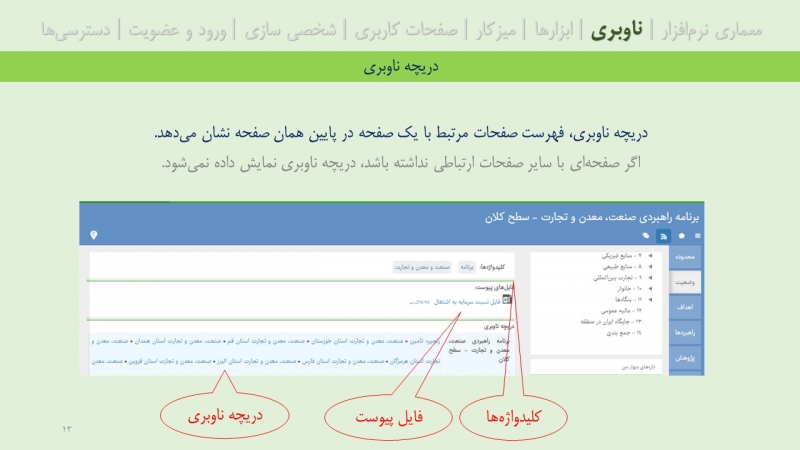 معماری نرم‌افزار | ناوبری | ابزارها | میزکار | صفحات کاربری | شخصی سازی | ورود و عضویت | دسترسی‌ها
دریچه ناوبری
دریچه ناوبری، فهرست صفحات مرتبط با یک صفحه در پایین همان صفحه نشان می‌دهد.
اگر صفحه‌ای با سایر صفحات ارتباطی نداشته باشد، دریچه ناوبری نمایش داده نمی‌شود.
برنامه راهبردی صنعت، معدن و تجارت - سطح کلان
محدوده
وضعیت
اهداف
راهبردها
پژوهش
۷ - منابع فیزیکی
۸ - منابع طبیعی
۹ - تجارت بین‌المللی
۱۰ - خانوار
۱۱ - بنگاه‌ها
۱۲ - مالیه عمومی
۱۳ - جایگاه ایران در منطقه
۱۴ - جمع بندی
تازه‌های دیوار من
کلیدواژه‌ها: برنامه صنعت و معدن و تجارت
فایل‌های پیوست:
فایل نسبت سرمایه به اشتغال
دریچه ناوبری
برنامه راهبردی صنعت، معدن و تجارت - سطح کلان
زنجیره تامین • صنعت، معدن و تجارت استان خوزستان • صنعت، معدن و تجارت استان قم • صنعت، معدن و تجارت استان همدان • صنعت، معدن و
تجارت استان هرمزگان • صنعت، معدن و تجارت استان فارس • صنعت، معدن و تجارت استان البرز • صنعت، معدن و تجارت استان قزوین • صنعت، معدن
کلیدواژه‌ها
فایل پیوست
دریچه ناوبری
۱۳